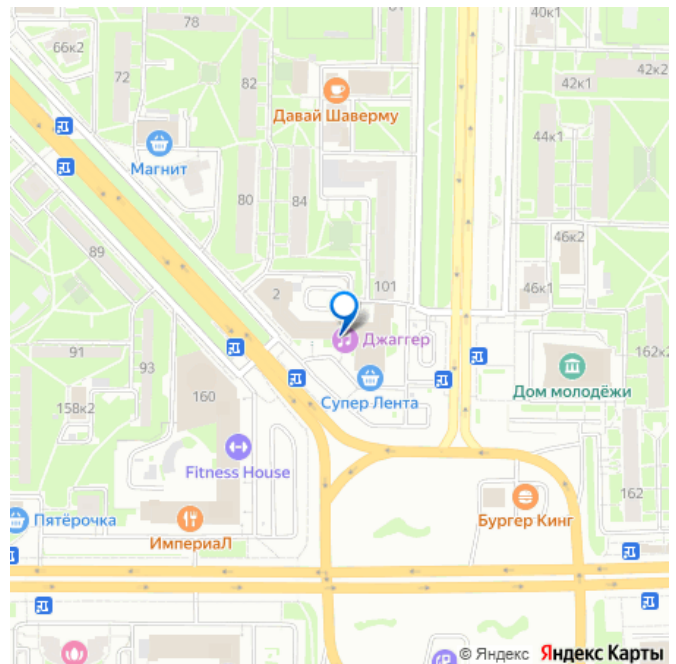 78
81
40к1
66к2
72
82
42к2
42к1
Давай Шаверму
44к1
Магнит
80
84
46к2
89
101
46к1
2
Джаггер
91
93
162к2
Дом молодёжи
Супер Лента
158к2
160
Fitness House
162
Пятёрочка
ИмпериаЛ
Бургер Кинг
© Яндекс Яндекс Карты